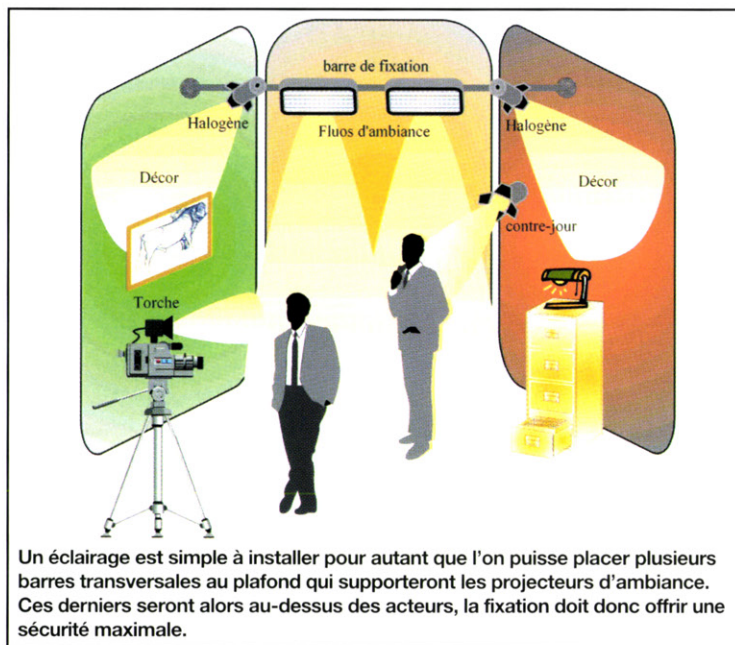 barre de fixation
Halogène
Fluos d'ambiance
Halogène
Décor
Décor
contre-jour
Torche
Un éclairage est simple à installer pour autant que l'on puisse placer plusieurs
barres transversales au plafond qui supporteront les projecteurs d'ambiance.
Ces derniers seront alors au-dessus des acteurs, la fixation doit donc offrir une
sécurité maximale.